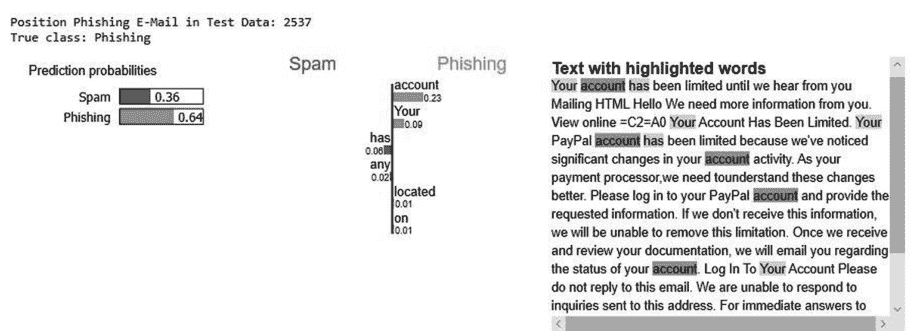 Position Phishing E-Mail in Test Data: 2537
True class: Phishing
Prediction probabilities
Spam 0.36
Phishing 0.64
Spam Phishing
account
0.23
Your
0.09
has
0.06
any
0.02
located
0.01
on
0.01
Text with highlighted words
Your account has been limited until we hear from you
Mailing HTML Hello We need more information from you.
View online =C2=A0 Your Account Has Been Limited. Your
PayPal account has been limited because we've noticed
significant changes in your account activity. As your
payment processor,we need tounderstand these changes
better. Please log in to your PayPal account and provide the
requested information. If we don't receive this information,
we will be unable to remove this limitation. Once we receive
and review your documentation, we will email you regarding
the status of your account. Log In To Your Account Please
do not reply to this email. We are unable to respond to
inquiries sent to this address. For immediate answers to